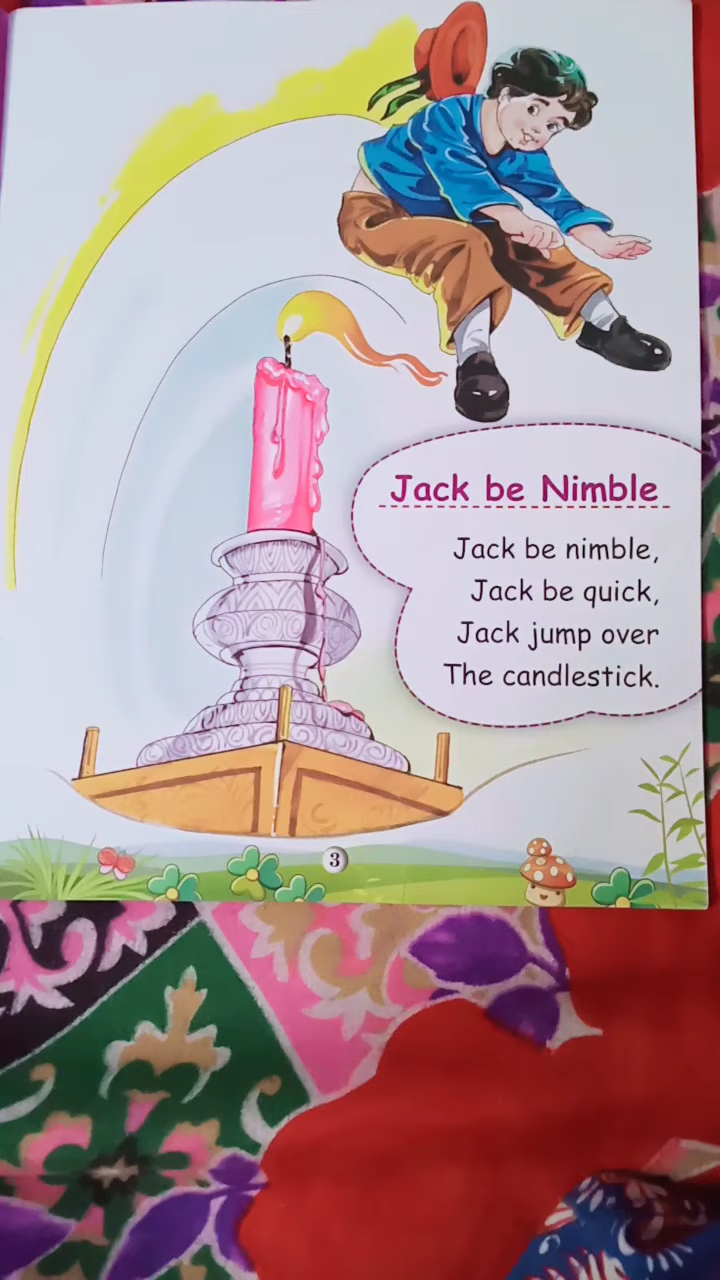 Jack be Nimble
Jack be nimble,
Jack be quick,
Jack jump over
The candlestick.
3